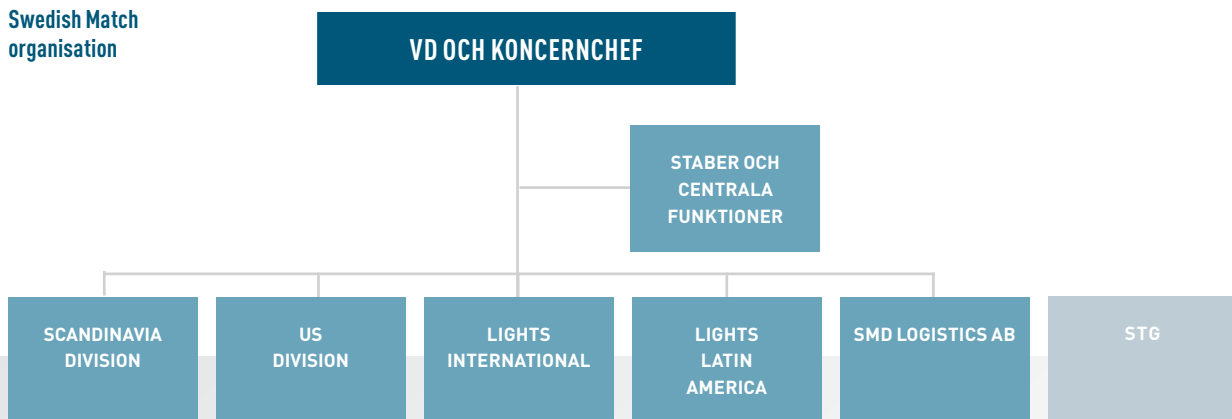 Swedish Match
organisation
VD OCH KONCERNCHEF
STABER OCH
CENTRALA
FUNKTIONER
SCANDINAVIA
DIVISION
US
DIVISION
LIGHTS
INTERNATIONAL
LIGHTS
LATIN
AMERICA
SMD LOGISTICS AB
STG